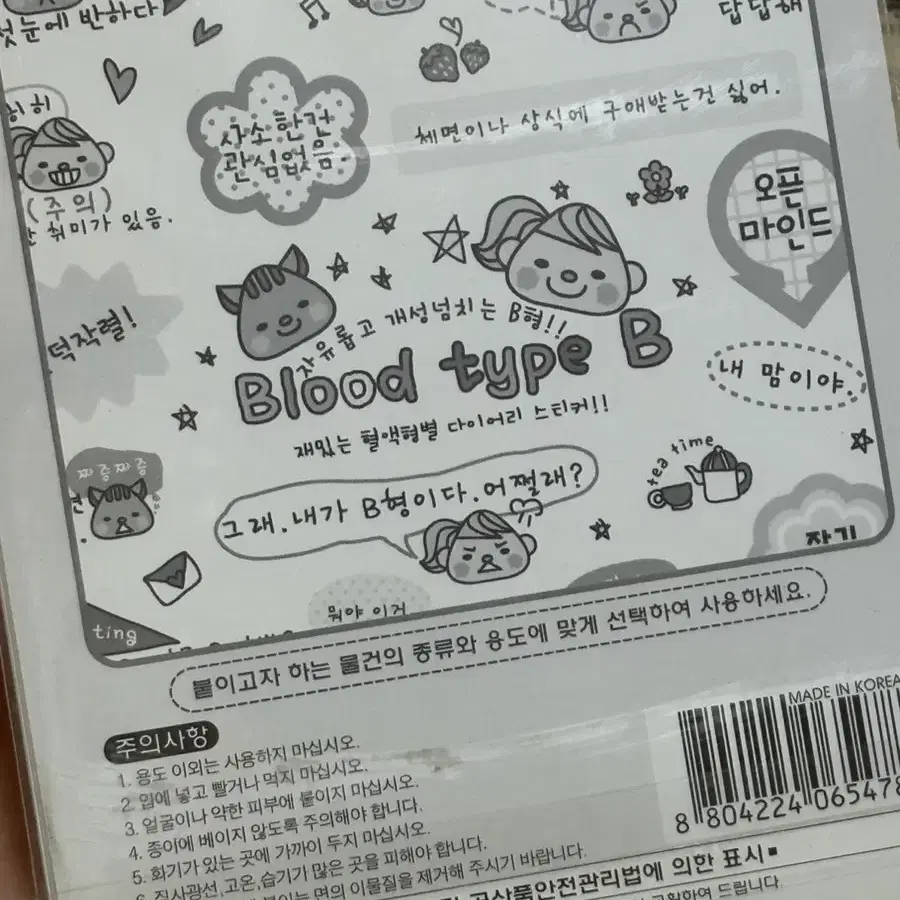 첫눈에 반하다
답답해
히히
사소한건
관심없음.
체면이나 상식에 구애받는건 싫어.
(주의)
취미가 있음.
오픈
마인드
자유롭고 개성넘치는 B형!!
Blood type B
재밌는 혈액형별 다이어리 스티커!!
내 맘이야.
짜증짜증
tea time
그래. 내가 B형이다. 어쩔래?
자기
뭐야 이거
ting
붙이고자 하는 물건의 종류와 용도에 맞게 선택하여 사용하세요.
MADE IN KOREA
주의사항
1. 용도 이외는 사용하지 마십시오.
2. 입에 넣고 빨거나 먹지 마십시오.
3. 얼굴이나 약한 피부에 붙이지 마십시오.
4. 종이에 베이지 않도록 주의해야 합니다.
5. 화기가 있는 곳에 가까이 두지 마십시오.
6. 직사광선,고온,습기가 많은 곳을 피해야 합니다.
붙이는 면의 이물질을 제거해 주시기 바랍니다.
8 804224 065478
공산품안전관리법에 의한 표시
교환하여 드립니다.